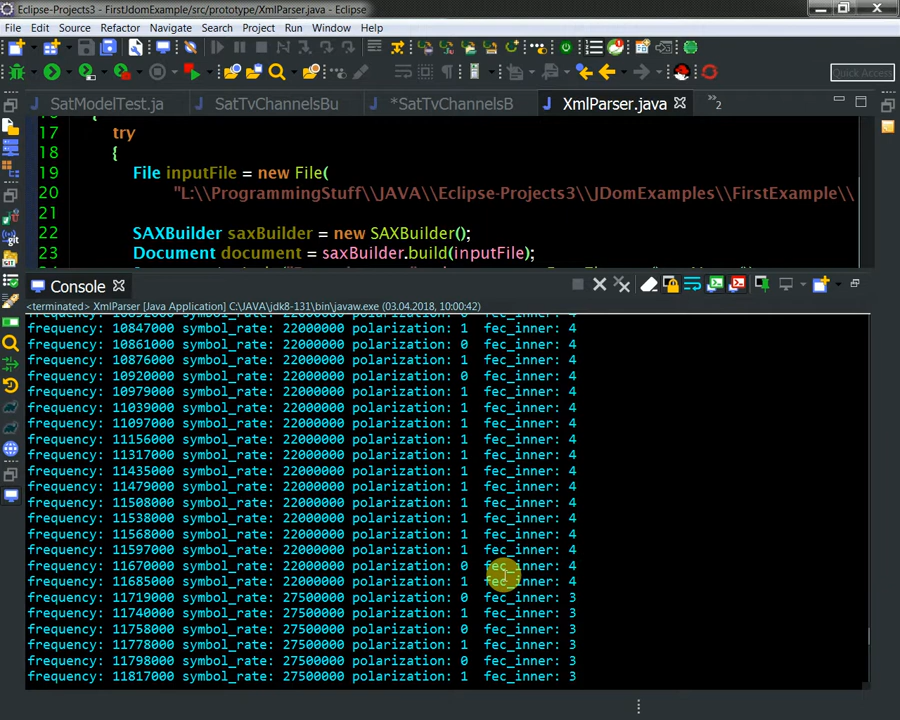 Eclipse-Projects3 - FirstJdomExample/src/prototype/XmlParser.java - Eclipse
File Edit Source Refactor Navigate Search Project Run Window Help
Quick Access
SatModelTest.ja SatTvChannelsBu *SatTvChannelsB XmlParser.java »2
17 try
18 {
19 File inputFile = new File(
20 "L:\\ProgrammingStuff\\JAVA\\Eclipse-Projects3\\JDomExamples\\FirstExample\\
21
22 SAXBuilder saxBuilder = new SAXBuilder();
23 Document document = saxBuilder.build(inputFile);
Console
<terminated> XmlParser [Java Application] C:\JAVA\jdk8-131\bin\javaw.exe (03.04.2018, 10:00:42)
frequency: 10847000 symbol_rate: 22000000 polarization: 1 fec_inner: 4
frequency: 10861000 symbol_rate: 22000000 polarization: 0 fec_inner: 4
frequency: 10876000 symbol_rate: 22000000 polarization: 1 fec_inner: 4
frequency: 10920000 symbol_rate: 22000000 polarization: 0 fec_inner: 4
frequency: 10979000 symbol_rate: 22000000 polarization: 1 fec_inner: 4
frequency: 11039000 symbol_rate: 22000000 polarization: 1 fec_inner: 4
frequency: 11097000 symbol_rate: 22000000 polarization: 1 fec_inner: 4
frequency: 11156000 symbol_rate: 22000000 polarization: 1 fec_inner: 4
frequency: 11317000 symbol_rate: 22000000 polarization: 1 fec_inner: 4
frequency: 11435000 symbol_rate: 22000000 polarization: 1 fec_inner: 4
frequency: 11479000 symbol_rate: 22000000 polarization: 1 fec_inner: 4
frequency: 11508000 symbol_rate: 22000000 polarization: 1 fec_inner: 4
frequency: 11538000 symbol_rate: 22000000 polarization: 1 fec_inner: 4
frequency: 11568000 symbol_rate: 22000000 polarization: 1 fec_inner: 4
frequency: 11597000 symbol_rate: 22000000 polarization: 1 fec_inner: 4
frequency: 11670000 symbol_rate: 22000000 polarization: 0 fec_inner: 4
frequency: 11685000 symbol_rate: 22000000 polarization: 1 fec_inner: 4
frequency: 11719000 symbol_rate: 27500000 polarization: 0 fec_inner: 3
frequency: 11740000 symbol_rate: 27500000 polarization: 1 fec_inner: 3
frequency: 11758000 symbol_rate: 27500000 polarization: 0 fec_inner: 3
frequency: 11778000 symbol_rate: 27500000 polarization: 1 fec_inner: 3
frequency: 11798000 symbol_rate: 27500000 polarization: 0 fec_inner: 3
frequency: 11817000 symbol_rate: 27500000 polarization: 1 fec_inner: 3